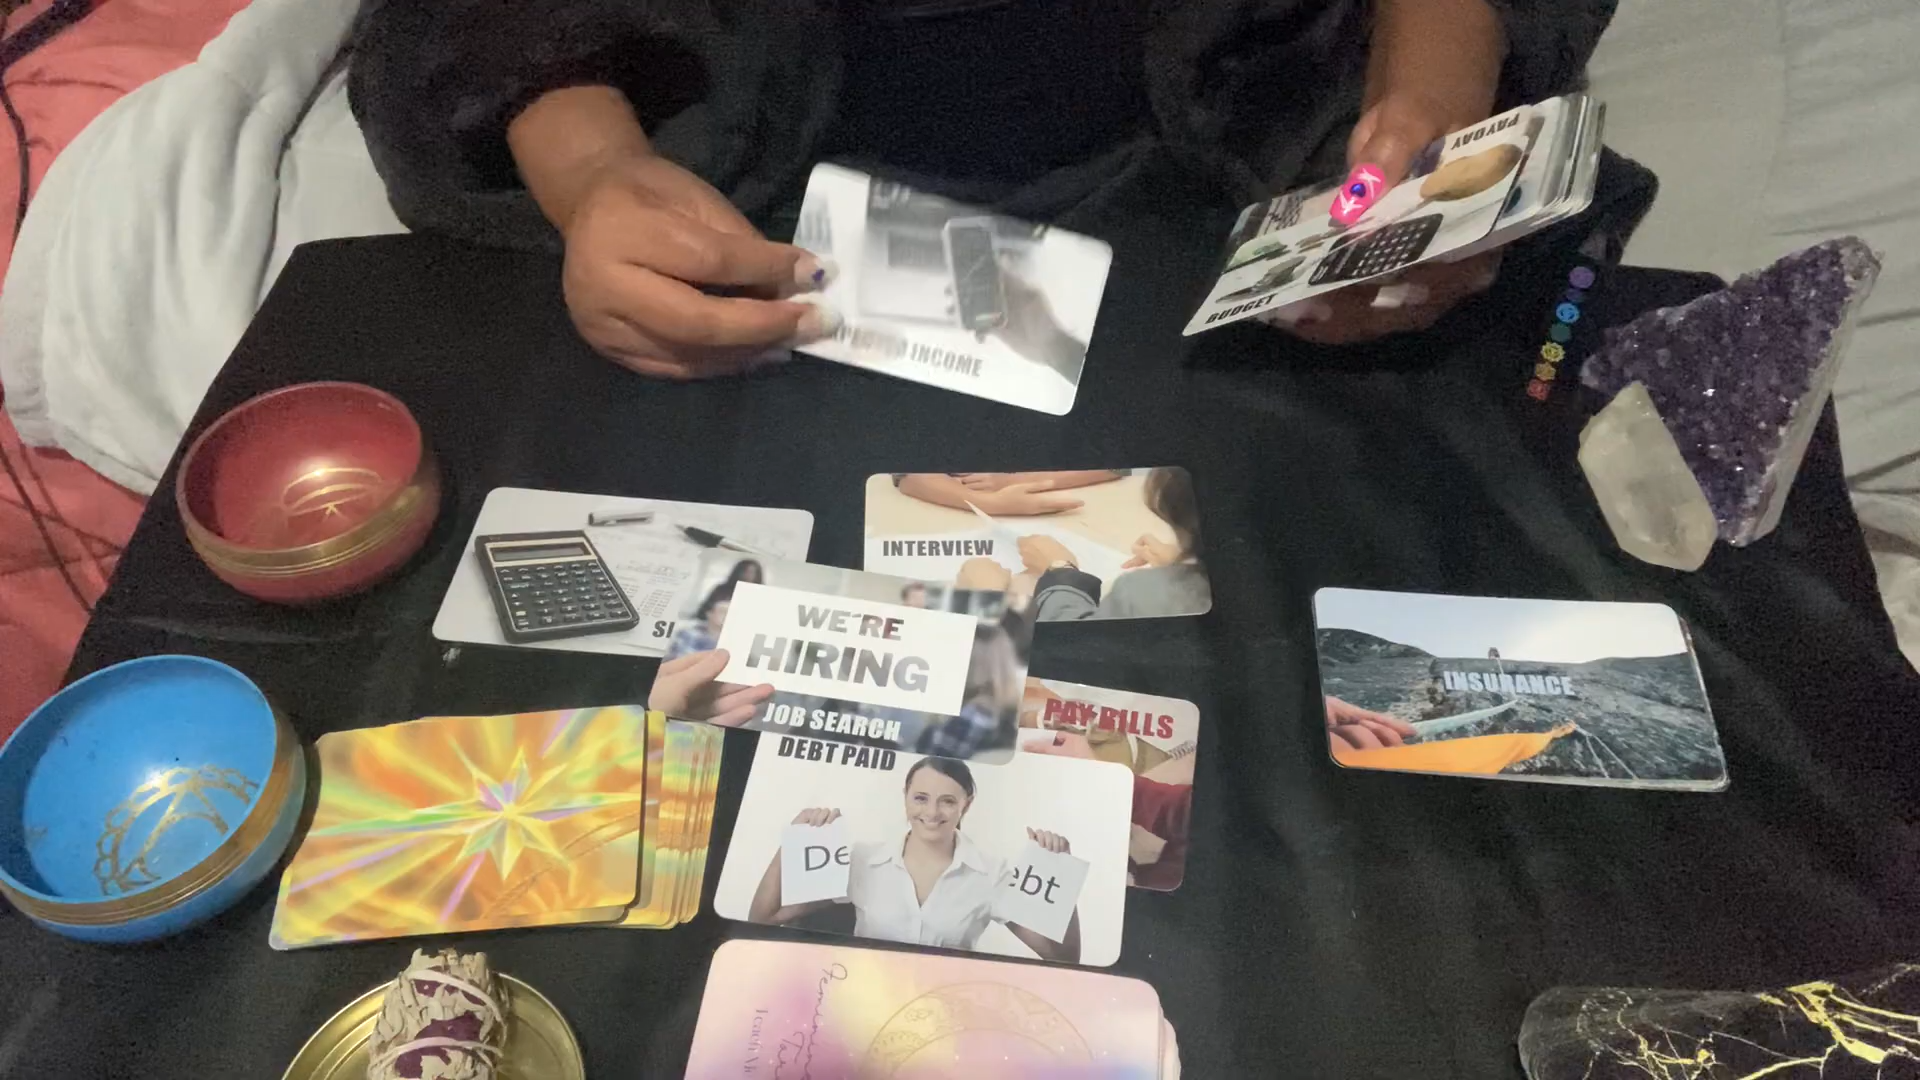 PAYDAY
BUDGET
INCOME
INTERVIEW
WE'RE
HIRING
JOB SEARCH
DEBT PAID
PAY BILLS
INSURANCE
De
ebt